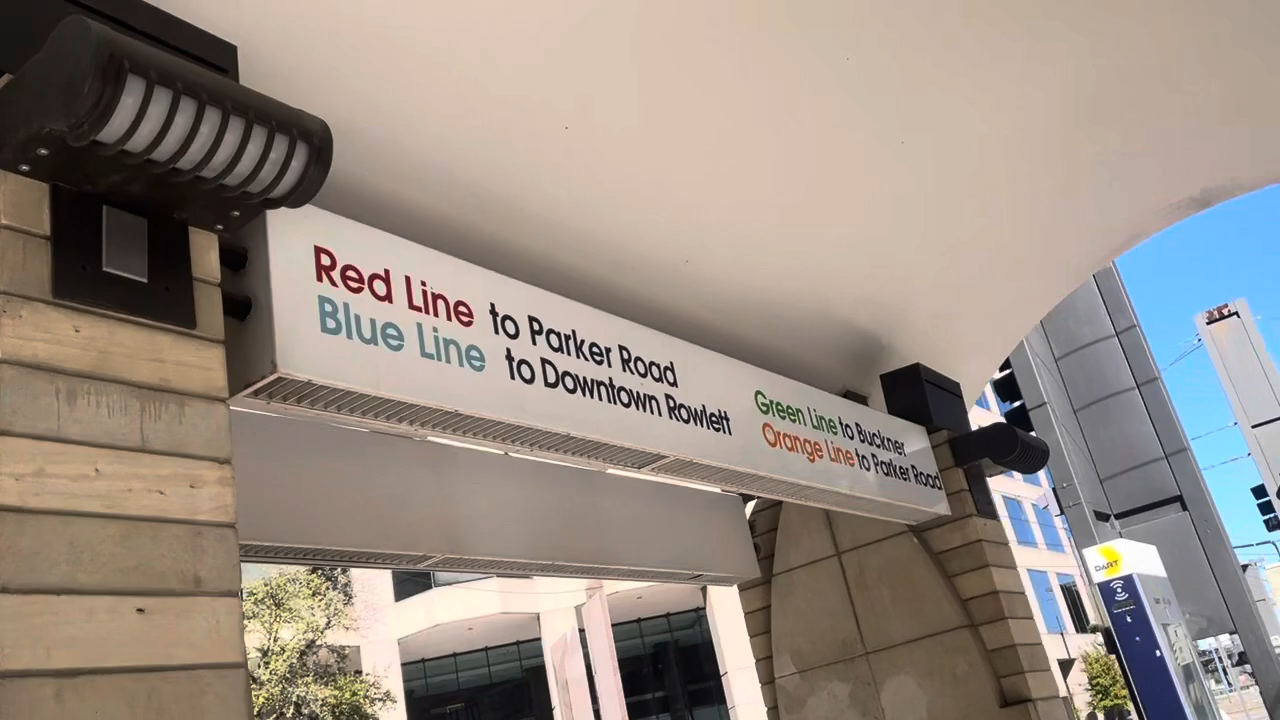 Red Line to Parker Road
Blue Line to Downtown Rowlett
Green Line to Buckner
Orange Line to Parker Road
DART